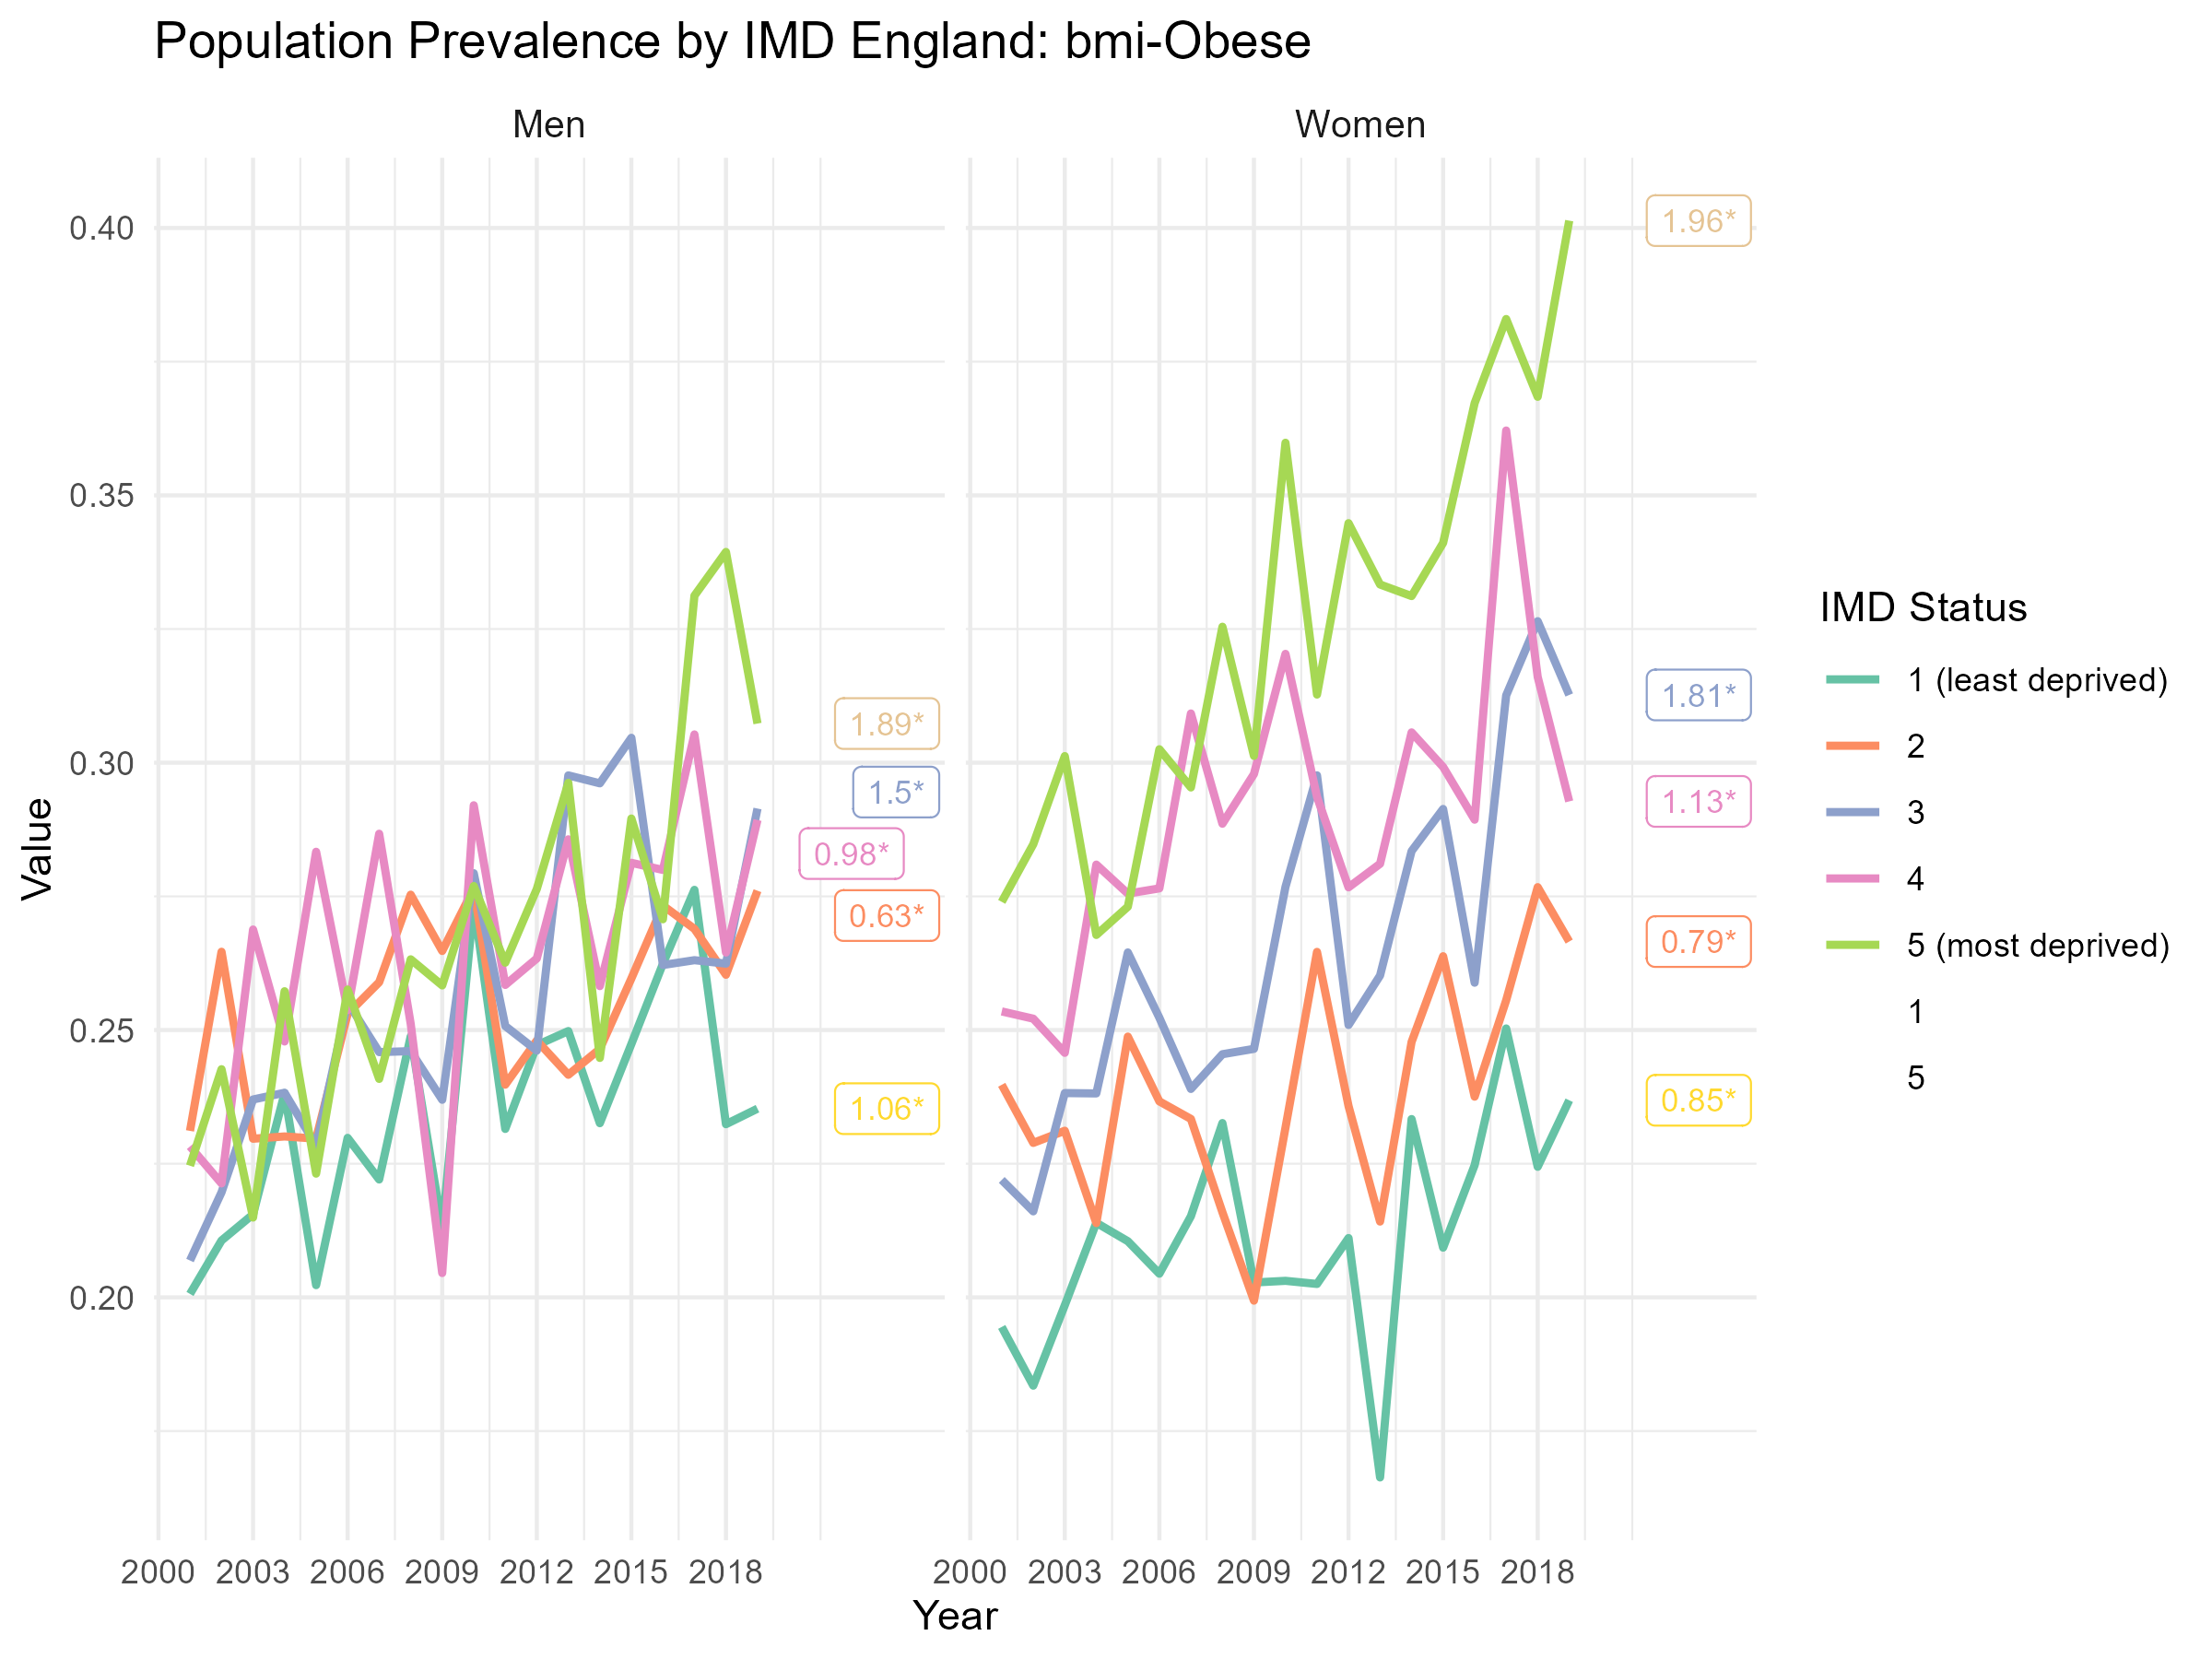 Population Prevalence by IMD England: bmi-Obese
Men
Women
0.40
0.35
0.30
0.25
0.20
Value
1.89*
1.5*
0.98*
0.63*
1.06*
1.96*
1.81*
1.13*
0.79*
0.85*
2000 2003 2006 2009 2012 2015 2018
2000 2003 2006 2009 2012 2015 2018
Year
IMD Status
1 (least deprived)
2
3
4
5 (most deprived)
1
5